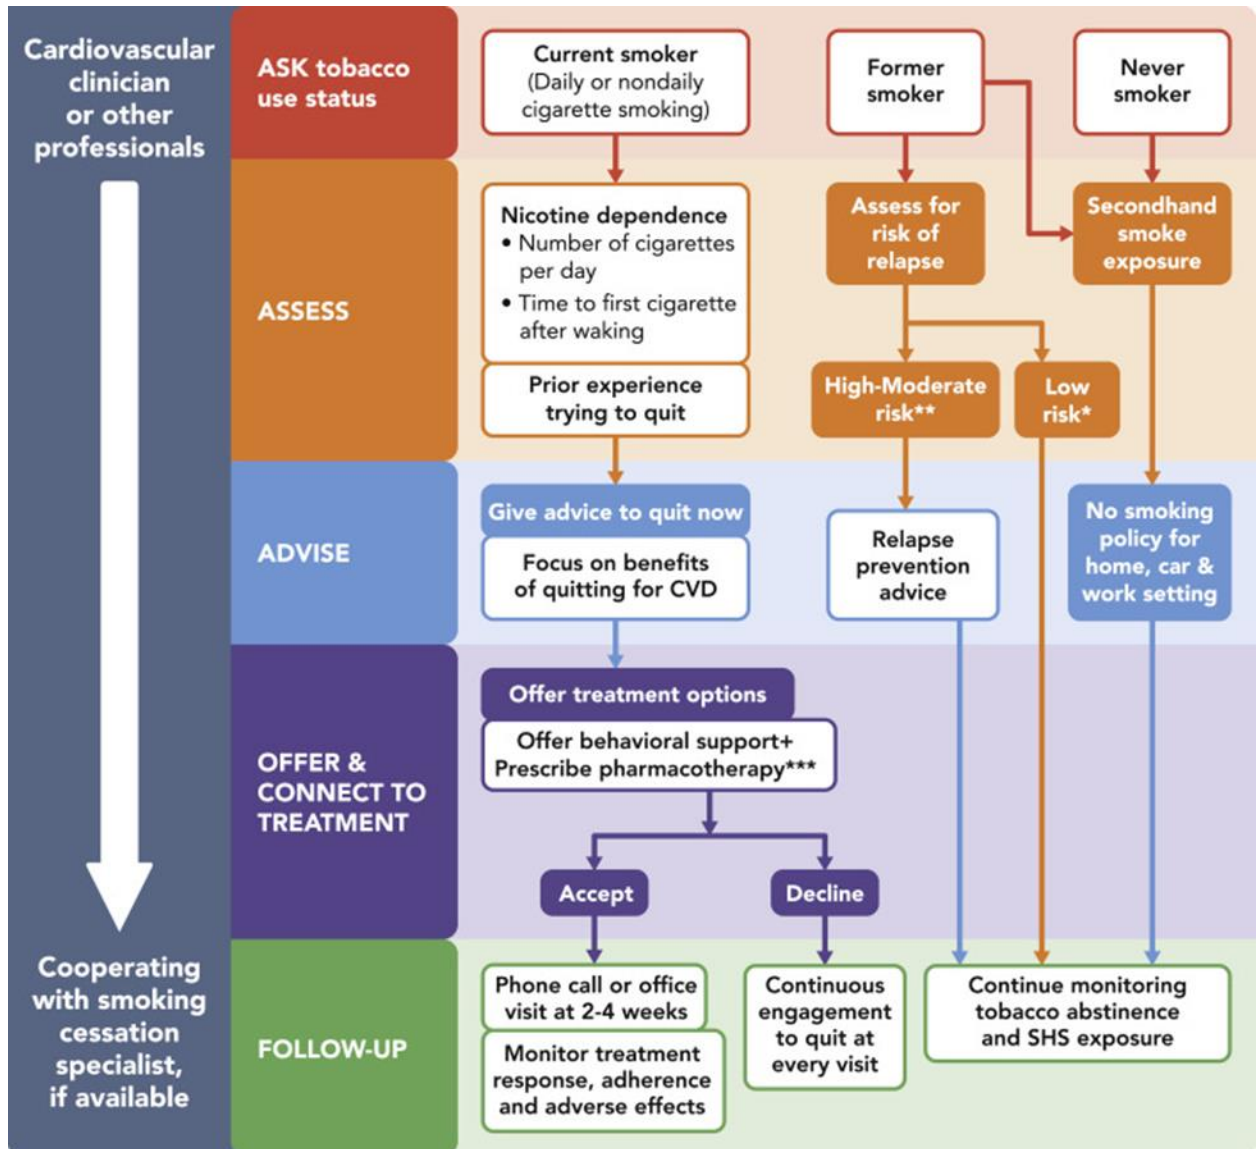 Cardiovascular
clinician
or other
professionals
Cooperating
with smoking
cessation
specialist,
if available
ASK tobacco
use status
Current smoker
(Daily or nondaily
cigarette smoking)
Former
smoker
Never
smoker
ASSESS
Nicotine dependence
• Number of cigarettes
per day
• Time to first cigarette
after waking
Prior experience
trying to quit
Assess for
risk of
relapse
Secondhand
smoke
exposure
High-Moderate
risk**
Low
risk*
ADVISE
Give advice to quit now
Focus on benefits
of quitting for CVD
Relapse
prevention
advice
No smoking
policy for
home, car &
work setting
OFFER &
CONNECT TO
TREATMENT
Offer treatment options
Offer behavioral support+
Prescribe pharmacotherapy***
Accept
Decline
FOLLOW-UP
Phone call or office
visit at 2-4 weeks
Monitor treatment
response, adherence
and adverse effects
Continuous
engagement
to quit at
every visit
Continue monitoring
tobacco abstinence
and SHS exposure